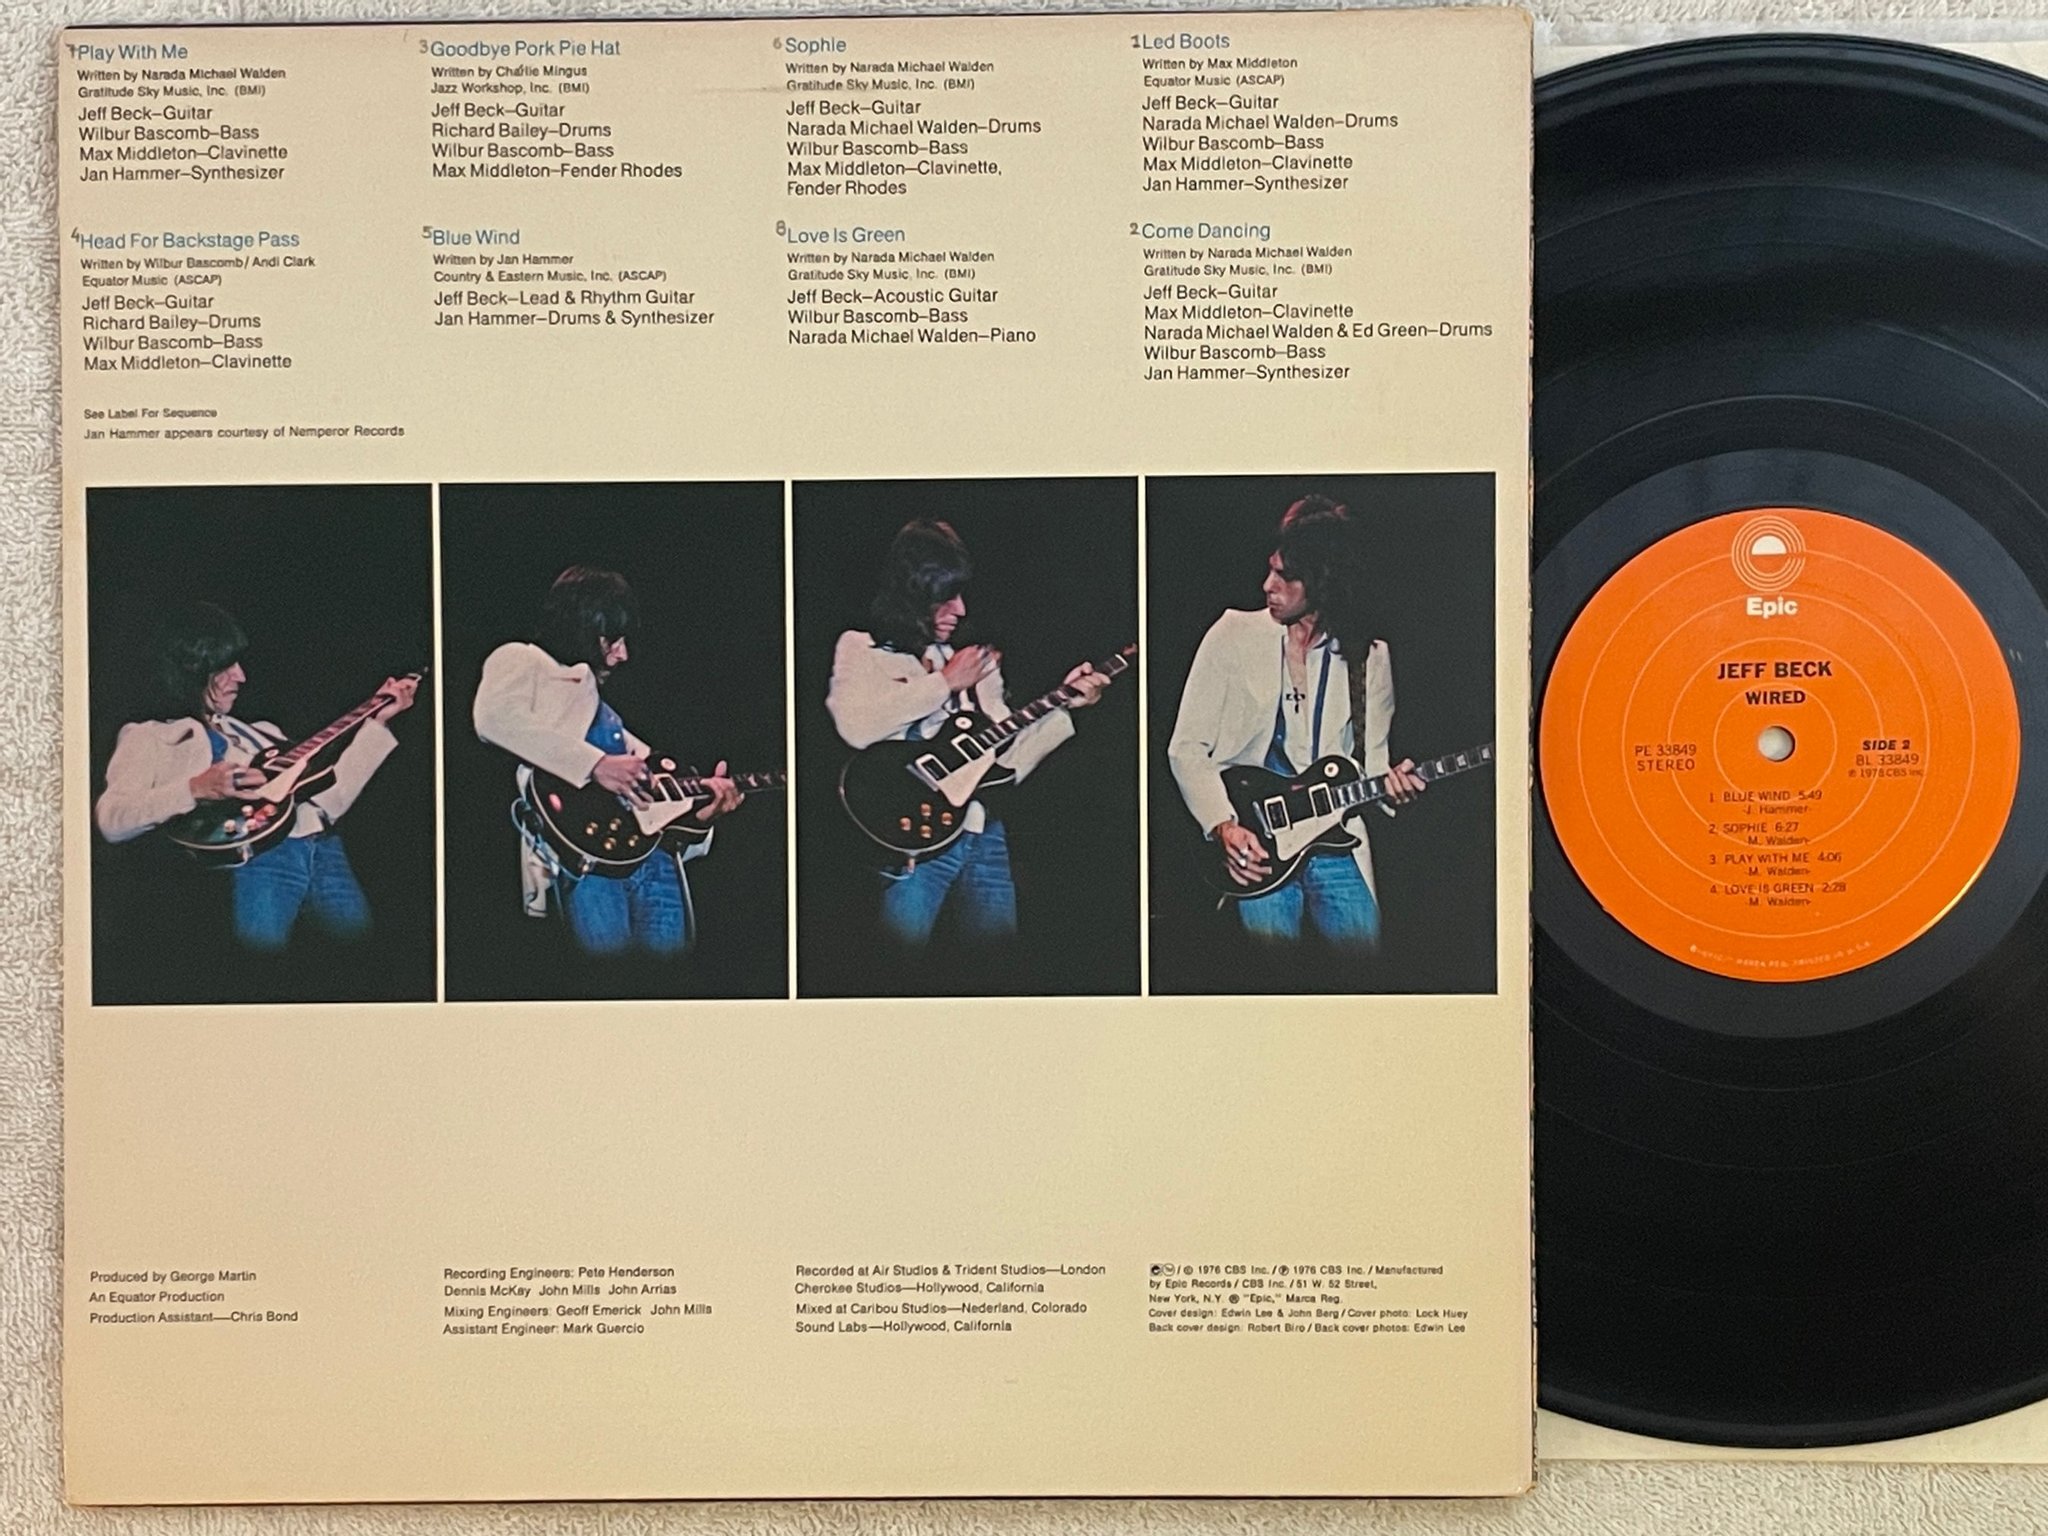 7 Play With Me
Written by Narada Michael Walden
Gratitude Sky Music, Inc. (BMI)
Jeff Beck—Guitar
Wilbur Bascomb—Bass
Max Middleton—Clavinette
Jan Hammer—Synthesizer
3 Goodbye Pork Pie Hat
Written by Charlie Mingus
Jazz Workshop, Inc. (BMI)
Jeff Beck—Guitar
Richard Bailey—Drums
Wilbur Bascomb—Bass
Max Middleton—Fender Rhodes
6 Sophie
Written by Narada Michael Walden
Gratitude Sky Music, Inc. (BMI)
Jeff Beck—Guitar
Narada Michael Walden—Drums
Wilbur Bascomb—Bass
Max Middleton—Clavinette,
Fender Rhodes
1 Led Boots
Written by Max Middleton
Equator Music (ASCAP)
Jeff Beck—Guitar
Narada Michael Walden—Drums
Wilbur Bascomb—Bass
Max Middleton—Clavinette
Jan Hammer—Synthesizer
4 Head For Backstage Pass
Written by Wilbur Bascomb / Andi Clark
Equator Music (ASCAP)
Jeff Beck—Guitar
Richard Bailey—Drums
Wilbur Bascomb—Bass
Max Middleton—Clavinette
5 Blue Wind
Written by Jan Hammer
Country & Eastern Music, Inc. (ASCAP)
Jeff Beck—Lead & Rhythm Guitar
Jan Hammer—Drums & Synthesizer
8 Love Is Green
Written by Narada Michael Walden
Gratitude Sky Music, Inc. (BMI)
Jeff Beck—Acoustic Guitar
Wilbur Bascomb—Bass
Narada Michael Walden—Piano
2 Come Dancing
Written by Narada Michael Walden
Gratitude Sky Music, Inc. (BMI)
Jeff Beck—Guitar
Max Middleton—Clavinette
Narada Michael Walden & Ed Green—Drums
Wilbur Bascomb—Bass
Jan Hammer—Synthesizer
See Label For Sequence
Jan Hammer appears courtesy of Nemperor Records
Produced by George Martin
An Equator Production
Production Assistant—Chris Bond
Recording Engineers: Pete Henderson
Dennis McKay John Mills John Arrias
Mixing Engineers: Geoff Emerick John Mills
Assistant Engineer: Mark Guercio
Recorded at Air Studios & Trident Studios—London
Cherokee Studios—Hollywood, California
Mixed at Caribou Studios—Nederland, Colorado
Sound Labs—Hollywood, California
/ © 1976 CBS Inc. / ℗ 1976 CBS Inc. / Manufactured
by Epic Records / CBS Inc. / 51 W. 52 Street,
New York, N.Y. ® "Epic," Marca Reg.
Cover design: Edwin Lee & John Berg / Cover photo: Lock Huey
Back cover design: Robert Biro / Back cover photos: Edwin Lee
Epic
JEFF BECK
WIRED
PE 33849
STEREO
SIDE 2
BL 33849
℗ 1976 CBS Inc.
1. BLUE WIND 5:49
-J. Hammer-
2. SOPHIE 6:27
-M. Walden-
3. PLAY WITH ME 4:06
-M. Walden-
4. LOVE IS GREEN 2:28
-M. Walden-
"EPIC," MARCA REG. PRINTED IN U.S.A.